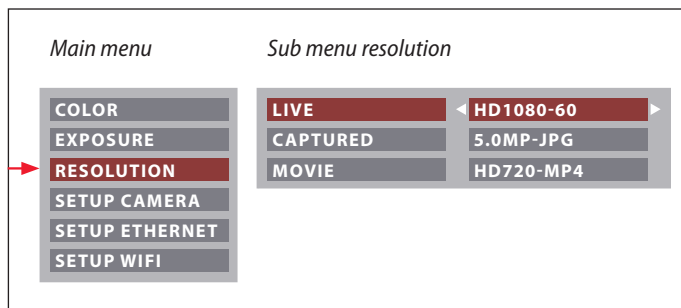 Main menu
Sub menu resolution
COLOR
EXPOSURE
RESOLUTION
SETUP CAMERA
SETUP ETHERNET
SETUP WIFI
LIVE HD1080-60
CAPTURED 5.0MP-JPG
MOVIE HD720-MP4